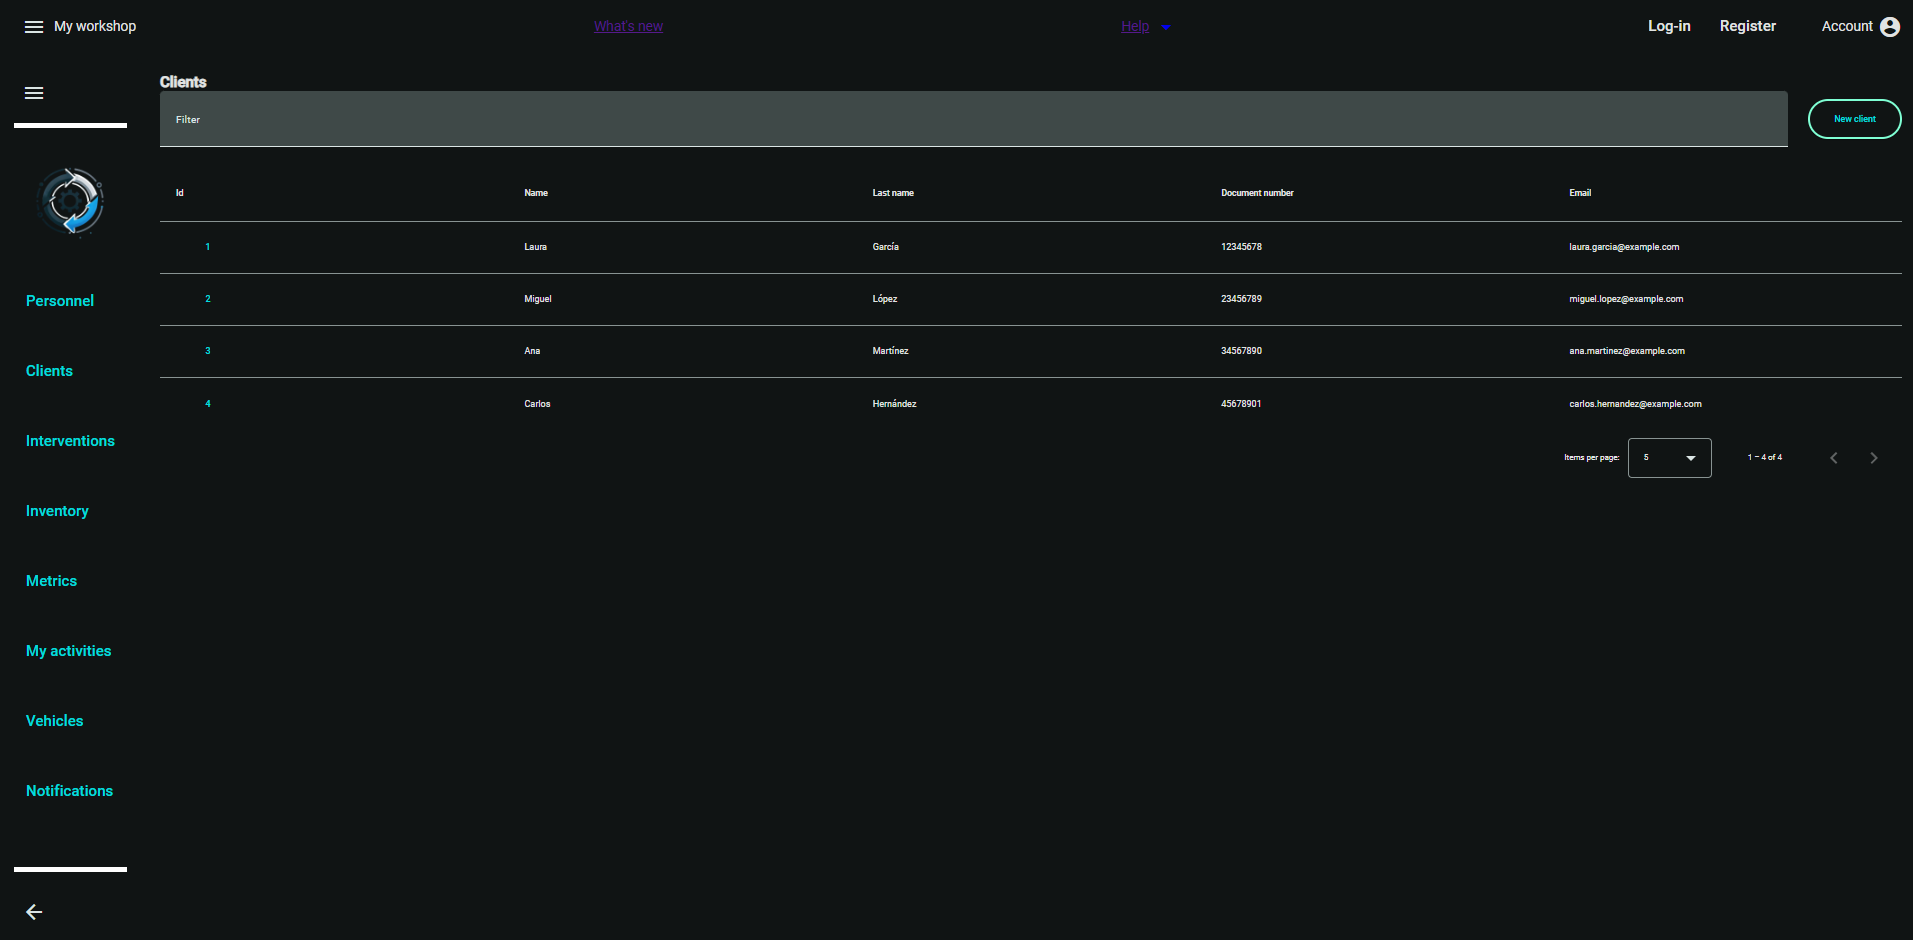 My workshop What's new Help Log-in Register Account
Clients
Filter New client
Id Name Last name Document number Email
1 Laura García 12345678 laura.garcia@example.com
2 Miguel López 23456789 miguel.lopez@example.com
3 Ana Martínez 34567890 ana.martinez@example.com
4 Carlos Hernández 45678901 carlos.hernandez@example.com
Items per page: 5 1 – 4 of 4
Personnel
Clients
Interventions
Inventory
Metrics
My activities
Vehicles
Notifications